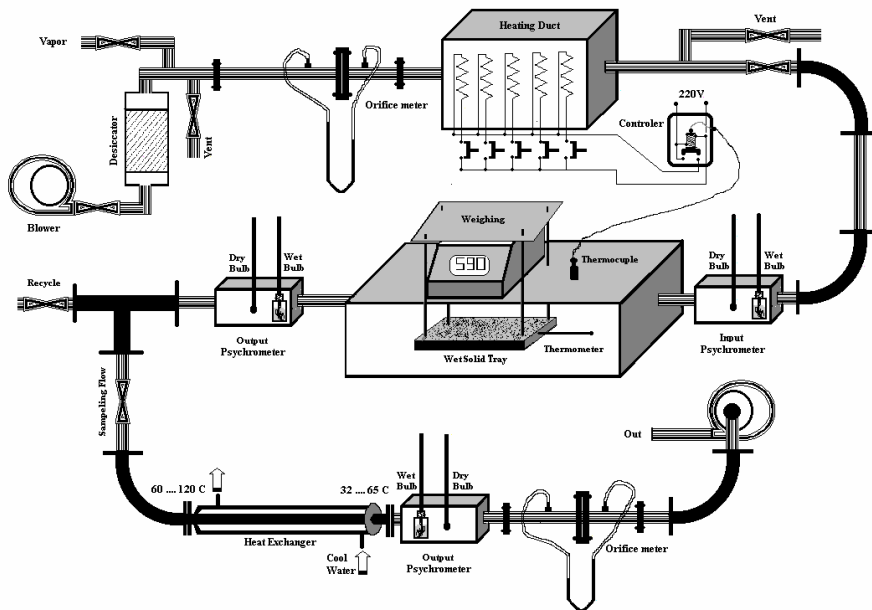 Heating Duct
Vent
Vapor
220V
Orifice meter
Controler
Desiccator
Vent
Blower
Weighing
590
Dry
Bulb
Wet
Bulb
Thermocuple
Dry
Bulb
Wet
Bulb
Recycle
Output
Psychrometer
Thermometer
Wet Solid Tray
Input
Psychrometer
Sampeling Flow
Out
60 .... 120 C
32 .... 65 C
Wet
Bulb
Dry
Bulb
Heat Exchanger
Cool
Water
Output
Psychrometer
Orifice meter